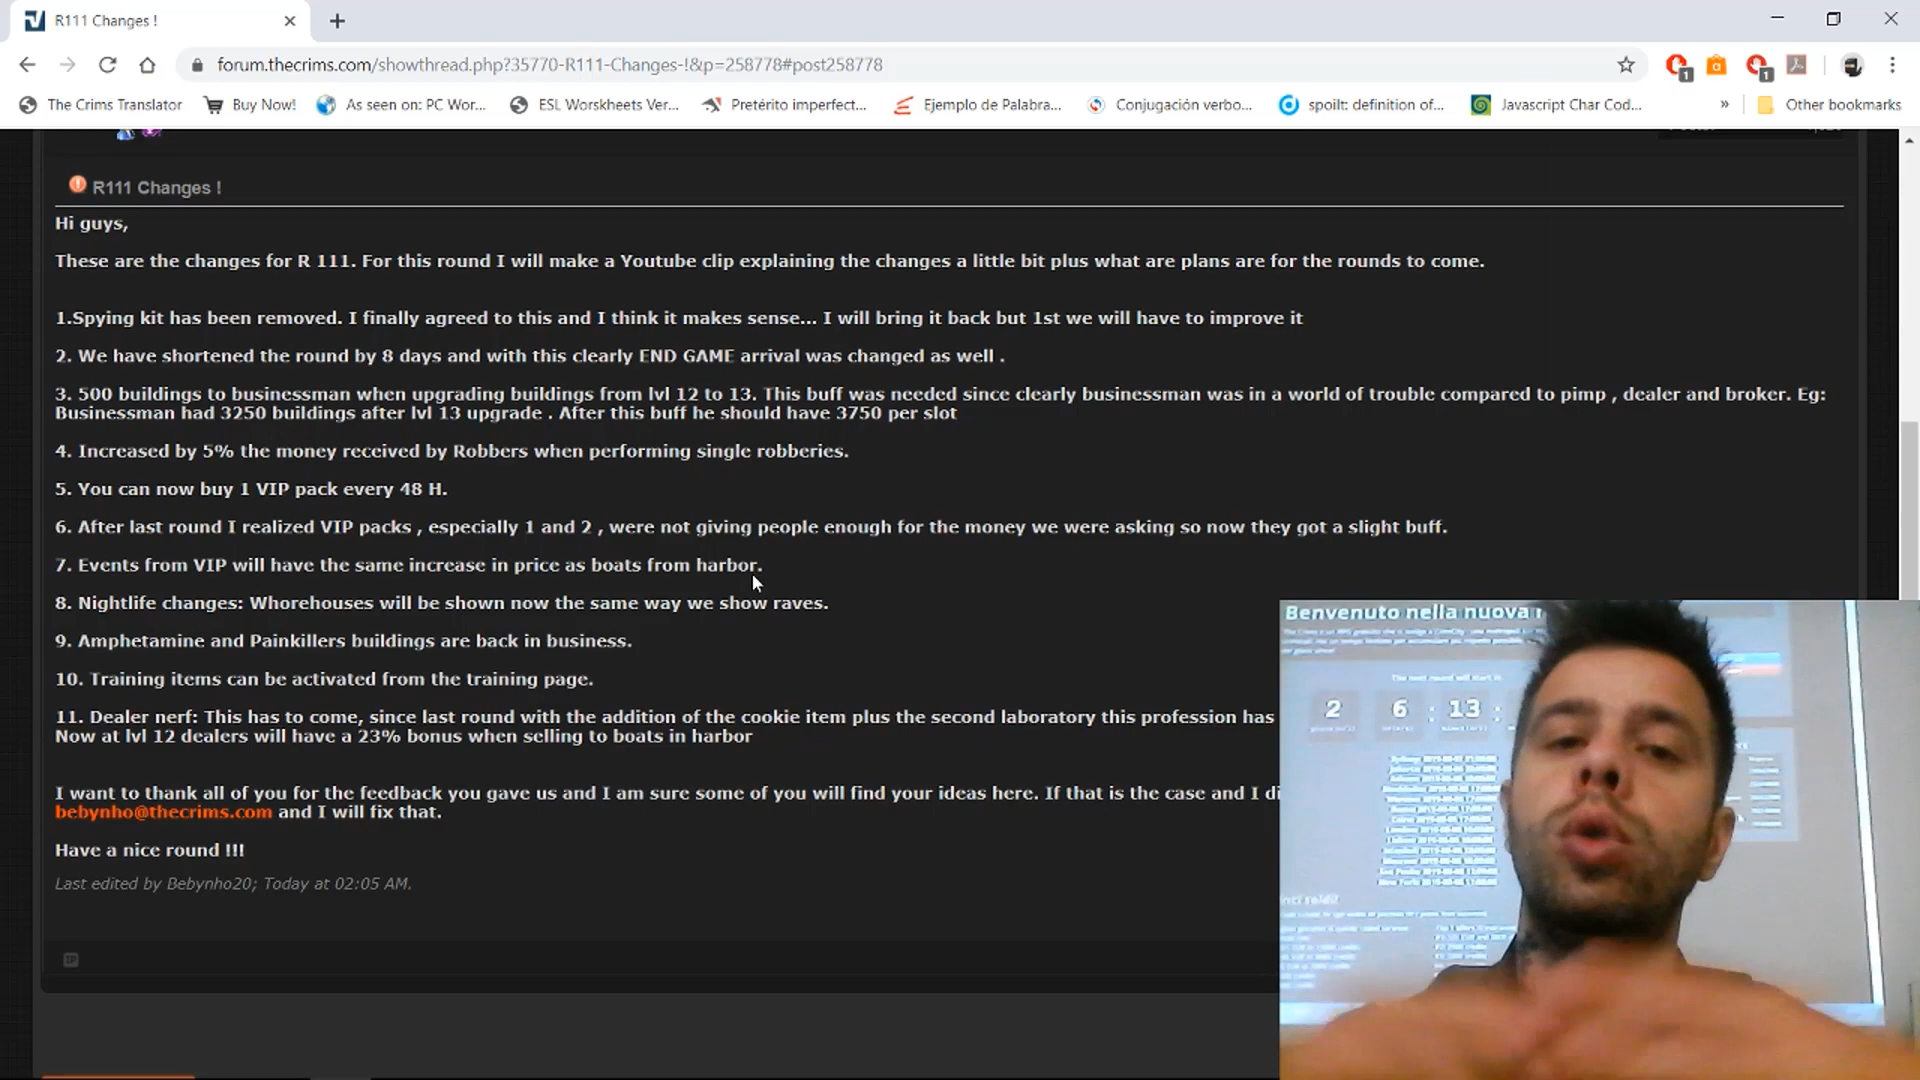 R111 Changes !
forum.thecrims.com/showthread.php?35770-R111-Changes-!&p=258778#post258778
The Crims Translator
Buy Now!
As seen on: PC Wor...
ESL Worskheets Ver...
Pretérito imperfect...
Ejemplo de Palabra...
Conjugación verbo...
spoilt: definition of...
Javascript Char Cod...
»
Other bookmarks
R111 Changes !
Hi guys,
These are the changes for R 111. For this round I will make a Youtube clip explaining the changes a little bit plus what are plans are for the rounds to come.
1.Spying kit has been removed. I finally agreed to this and I think it makes sense... I will bring it back but 1st we will have to improve it
2. We have shortened the round by 8 days and with this clearly END GAME arrival was changed as well .
3. 500 buildings to businessman when upgrading buildings from lvl 12 to 13. This buff was needed since clearly businessman was in a world of trouble compared to pimp , dealer and broker. Eg:
Businessman had 3250 buildings after lvl 13 upgrade . After this buff he should have 3750 per slot
4. Increased by 5% the money received by Robbers when performing single robberies.
5. You can now buy 1 VIP pack every 48 H.
6. After last round I realized VIP packs , especially 1 and 2 , were not giving people enough for the money we were asking so now they got a slight buff.
7. Events from VIP will have the same increase in price as boats from harbor.
8. Nightlife changes: Whorehouses will be shown now the same way we show raves.
9. Amphetamine and Painkillers buildings are back in business.
10. Training items can be activated from the training page.
11. Dealer nerf: This has to come, since last round with the addition of the cookie item plus the second laboratory this profession has
Now at lvl 12 dealers will have a 23% bonus when selling to boats in harbor
I want to thank all of you for the feedback you gave us and I am sure some of you will find your ideas here. If that is the case and I di
bebynho@thecrims.com and I will fix that.
Have a nice round !!!
Last edited by Bebynho20; Today at 02:05 AM.
Benvenuto nella nuova
2 6 : 13 :